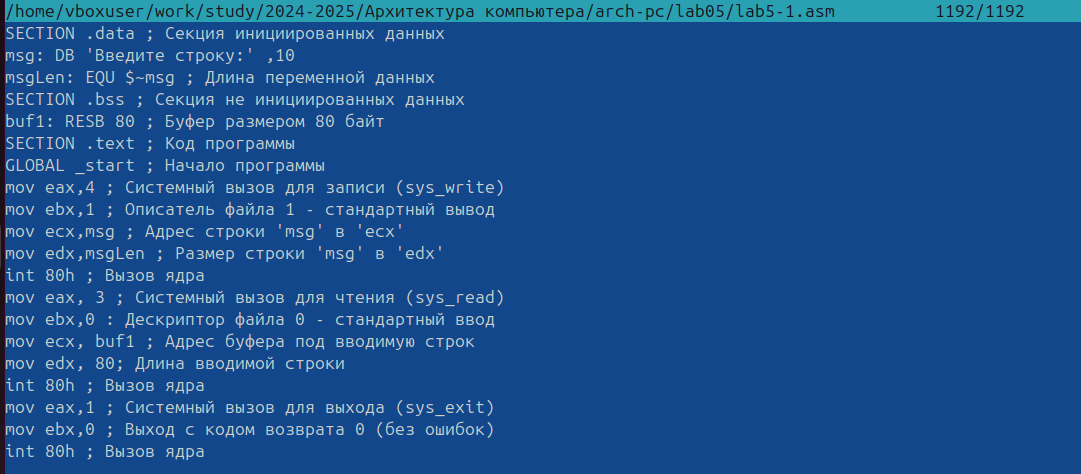 /home/vboxuser/work/study/2024-2025/Архитектура компьютера/arch-pc/lab05/lab5-1.asm 1192/1192
SECTION .data ; Секция инициированных данных
msg: DB 'Введите строку:' ,10
msgLen: EQU $~msg ; Длина переменной данных
SECTION .bss ; Секция не инициированных данных
buf1: RESB 80 ; Буфер размером 80 байт
SECTION .text ; Код программы
GLOBAL _start ; Начало программы
mov eax,4 ; Системный вызов для записи (sys_write)
mov ebx,1 ; Описатель файла 1 - стандартный вывод
mov ecx,msg ; Адрес строки 'msg' в 'ecx'
mov edx,msgLen ; Размер строки 'msg' в 'edx'
int 80h ; Вызов ядра
mov eax, 3 ; Системный вызов для чтения (sys_read)
mov ebx,0 : Дескриптор файла 0 - стандартный ввод
mov ecx, buf1 ; Адрес буфера под вводимую строк
mov edx, 80; Длина вводимой строки
int 80h ; Вызов ядра
mov eax,1 ; Системный вызов для выхода (sys_exit)
mov ebx,0 ; Выход с кодом возврата 0 (без ошибок)
int 80h ; Вызов ядра